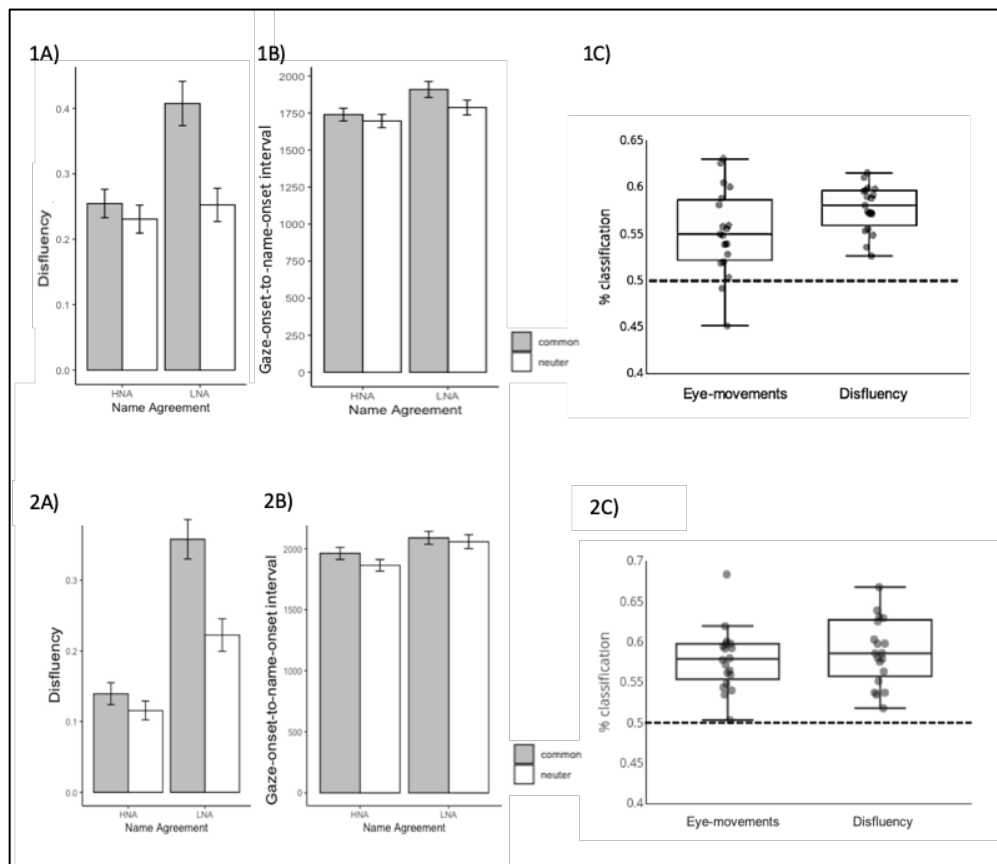 1A)
Disfluency
0.4
0.3
0.2
0.1
0.0
HNA
LNA
Name Agreement
1B)
Gaze-onset-to-name-onset interval
2000
1750
1500
1250
1000
750
500
250
0
HNA
LNA
Name Agreement
common
neuter
1C)
% classification
0.65
0.6
0.55
0.5
0.45
0.4
Eye-movements
Disfluency
2A)
Disfluency
0.3
0.2
0.1
0.0
HNA
LNA
Name Agreement
2B)
Gaze-onset-to-name-onset interval
2000
1500
1000
500
0
HNA
LNA
Name Agreement
common
neuter
2C)
% classification
0.7
0.65
0.6
0.55
0.5
0.45
0.4
Eye-movements
Disfluency